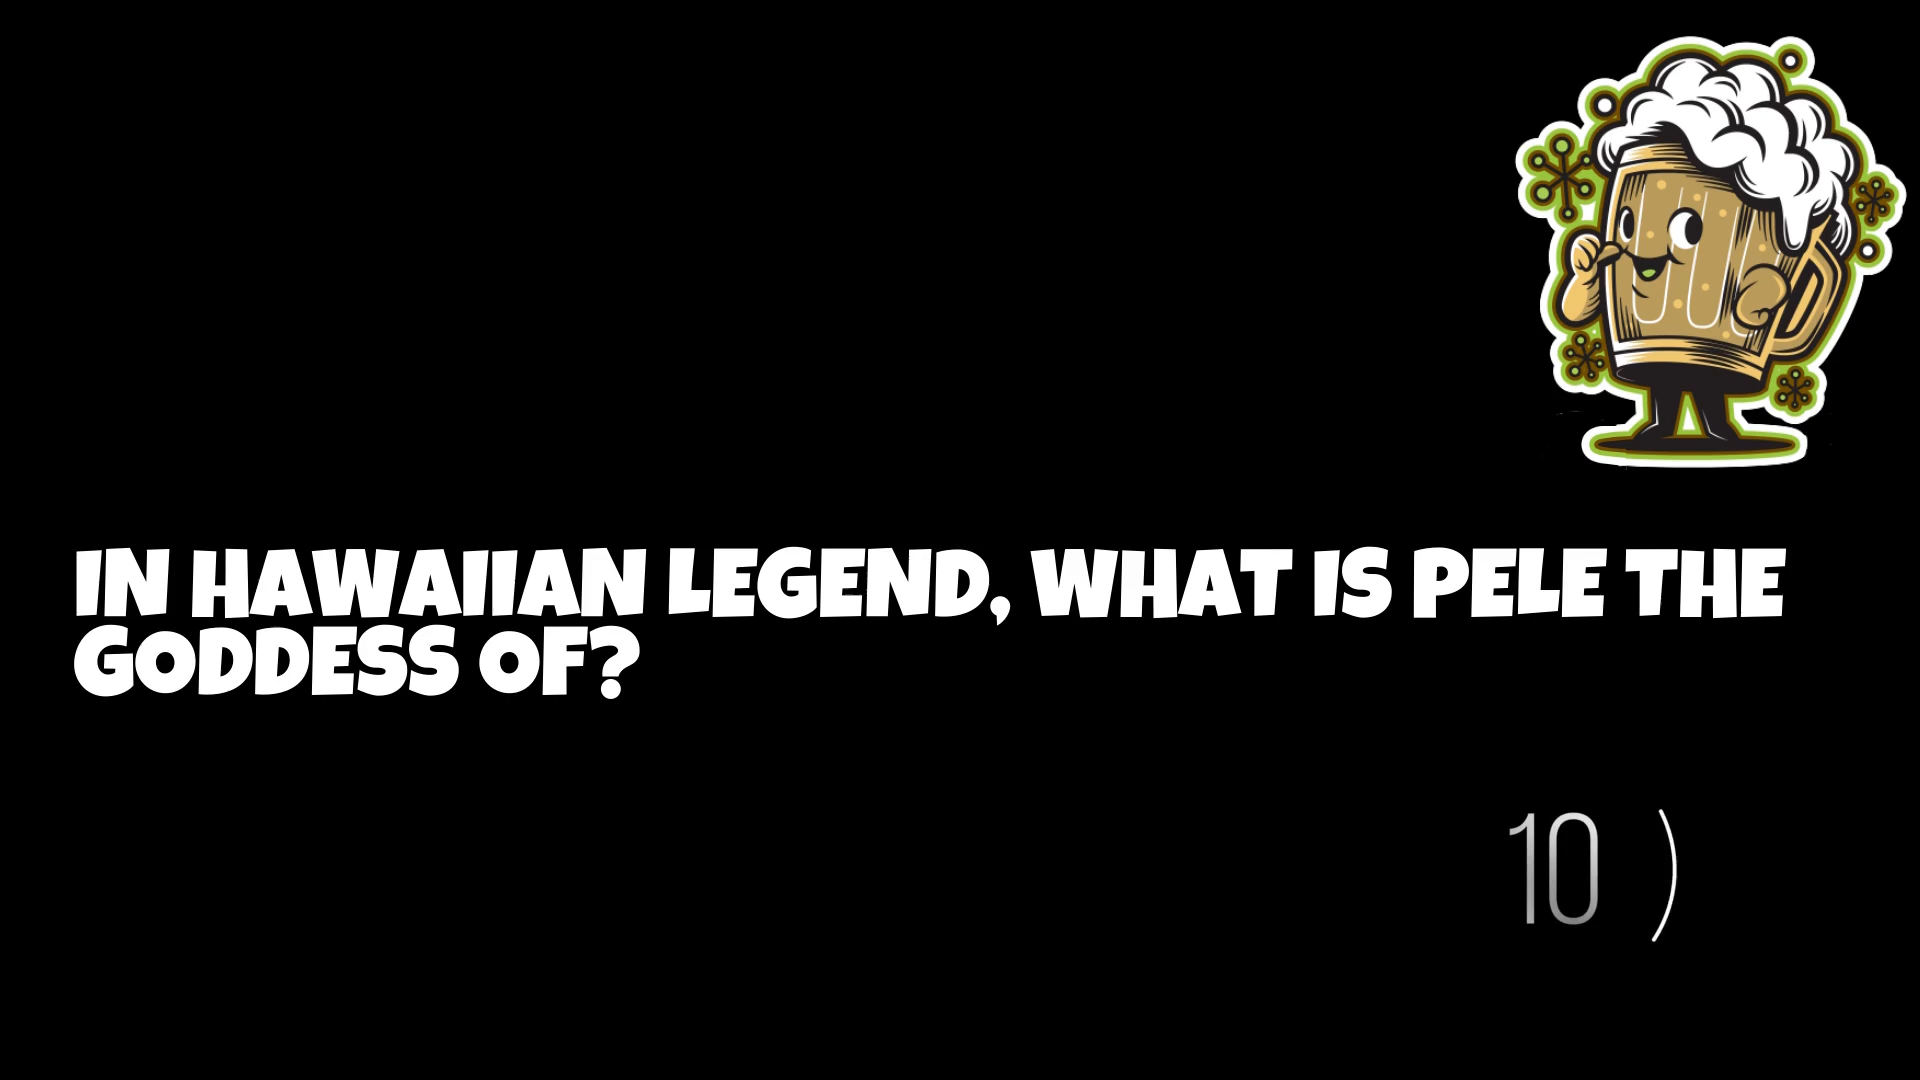 IN HAWAIIAN LEGEND, WHAT IS PELE THE
GODDESS OF?
10 )